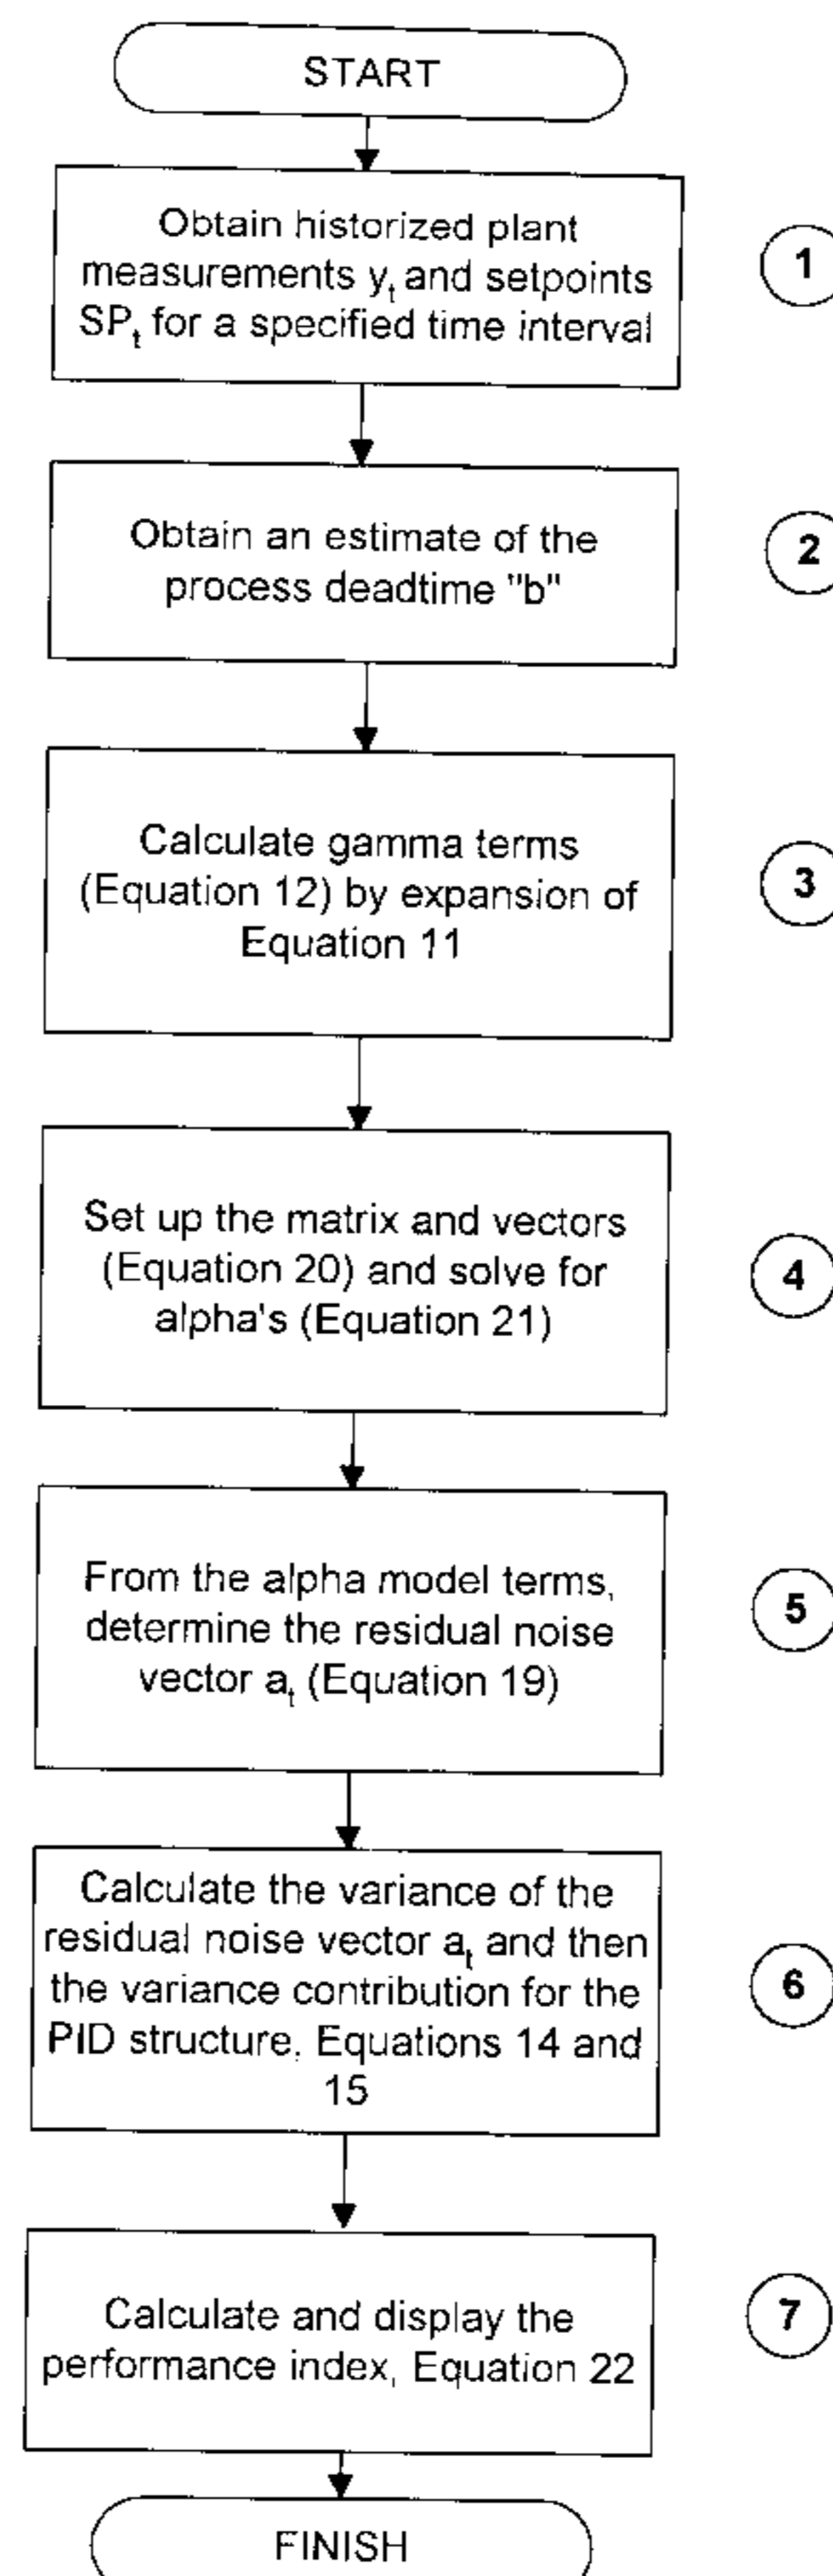 START
Obtain historized plant
measurements yt and setpoints
SPt for a specified time interval
1
Obtain an estimate of the
process deadtime "b"
2
Calculate gamma terms
(Equation 12) by expansion of
Equation 11
3
Set up the matrix and vectors
(Equation 20) and solve for
alpha's (Equation 21)
4
From the alpha model terms,
determine the residual noise
vector at (Equation 19)
5
Calculate the variance of the
residual noise vector at and then
the variance contribution for the
PID structure, Equations 14 and
15
6
Calculate and display the
performance index, Equation 22
7
FINISH